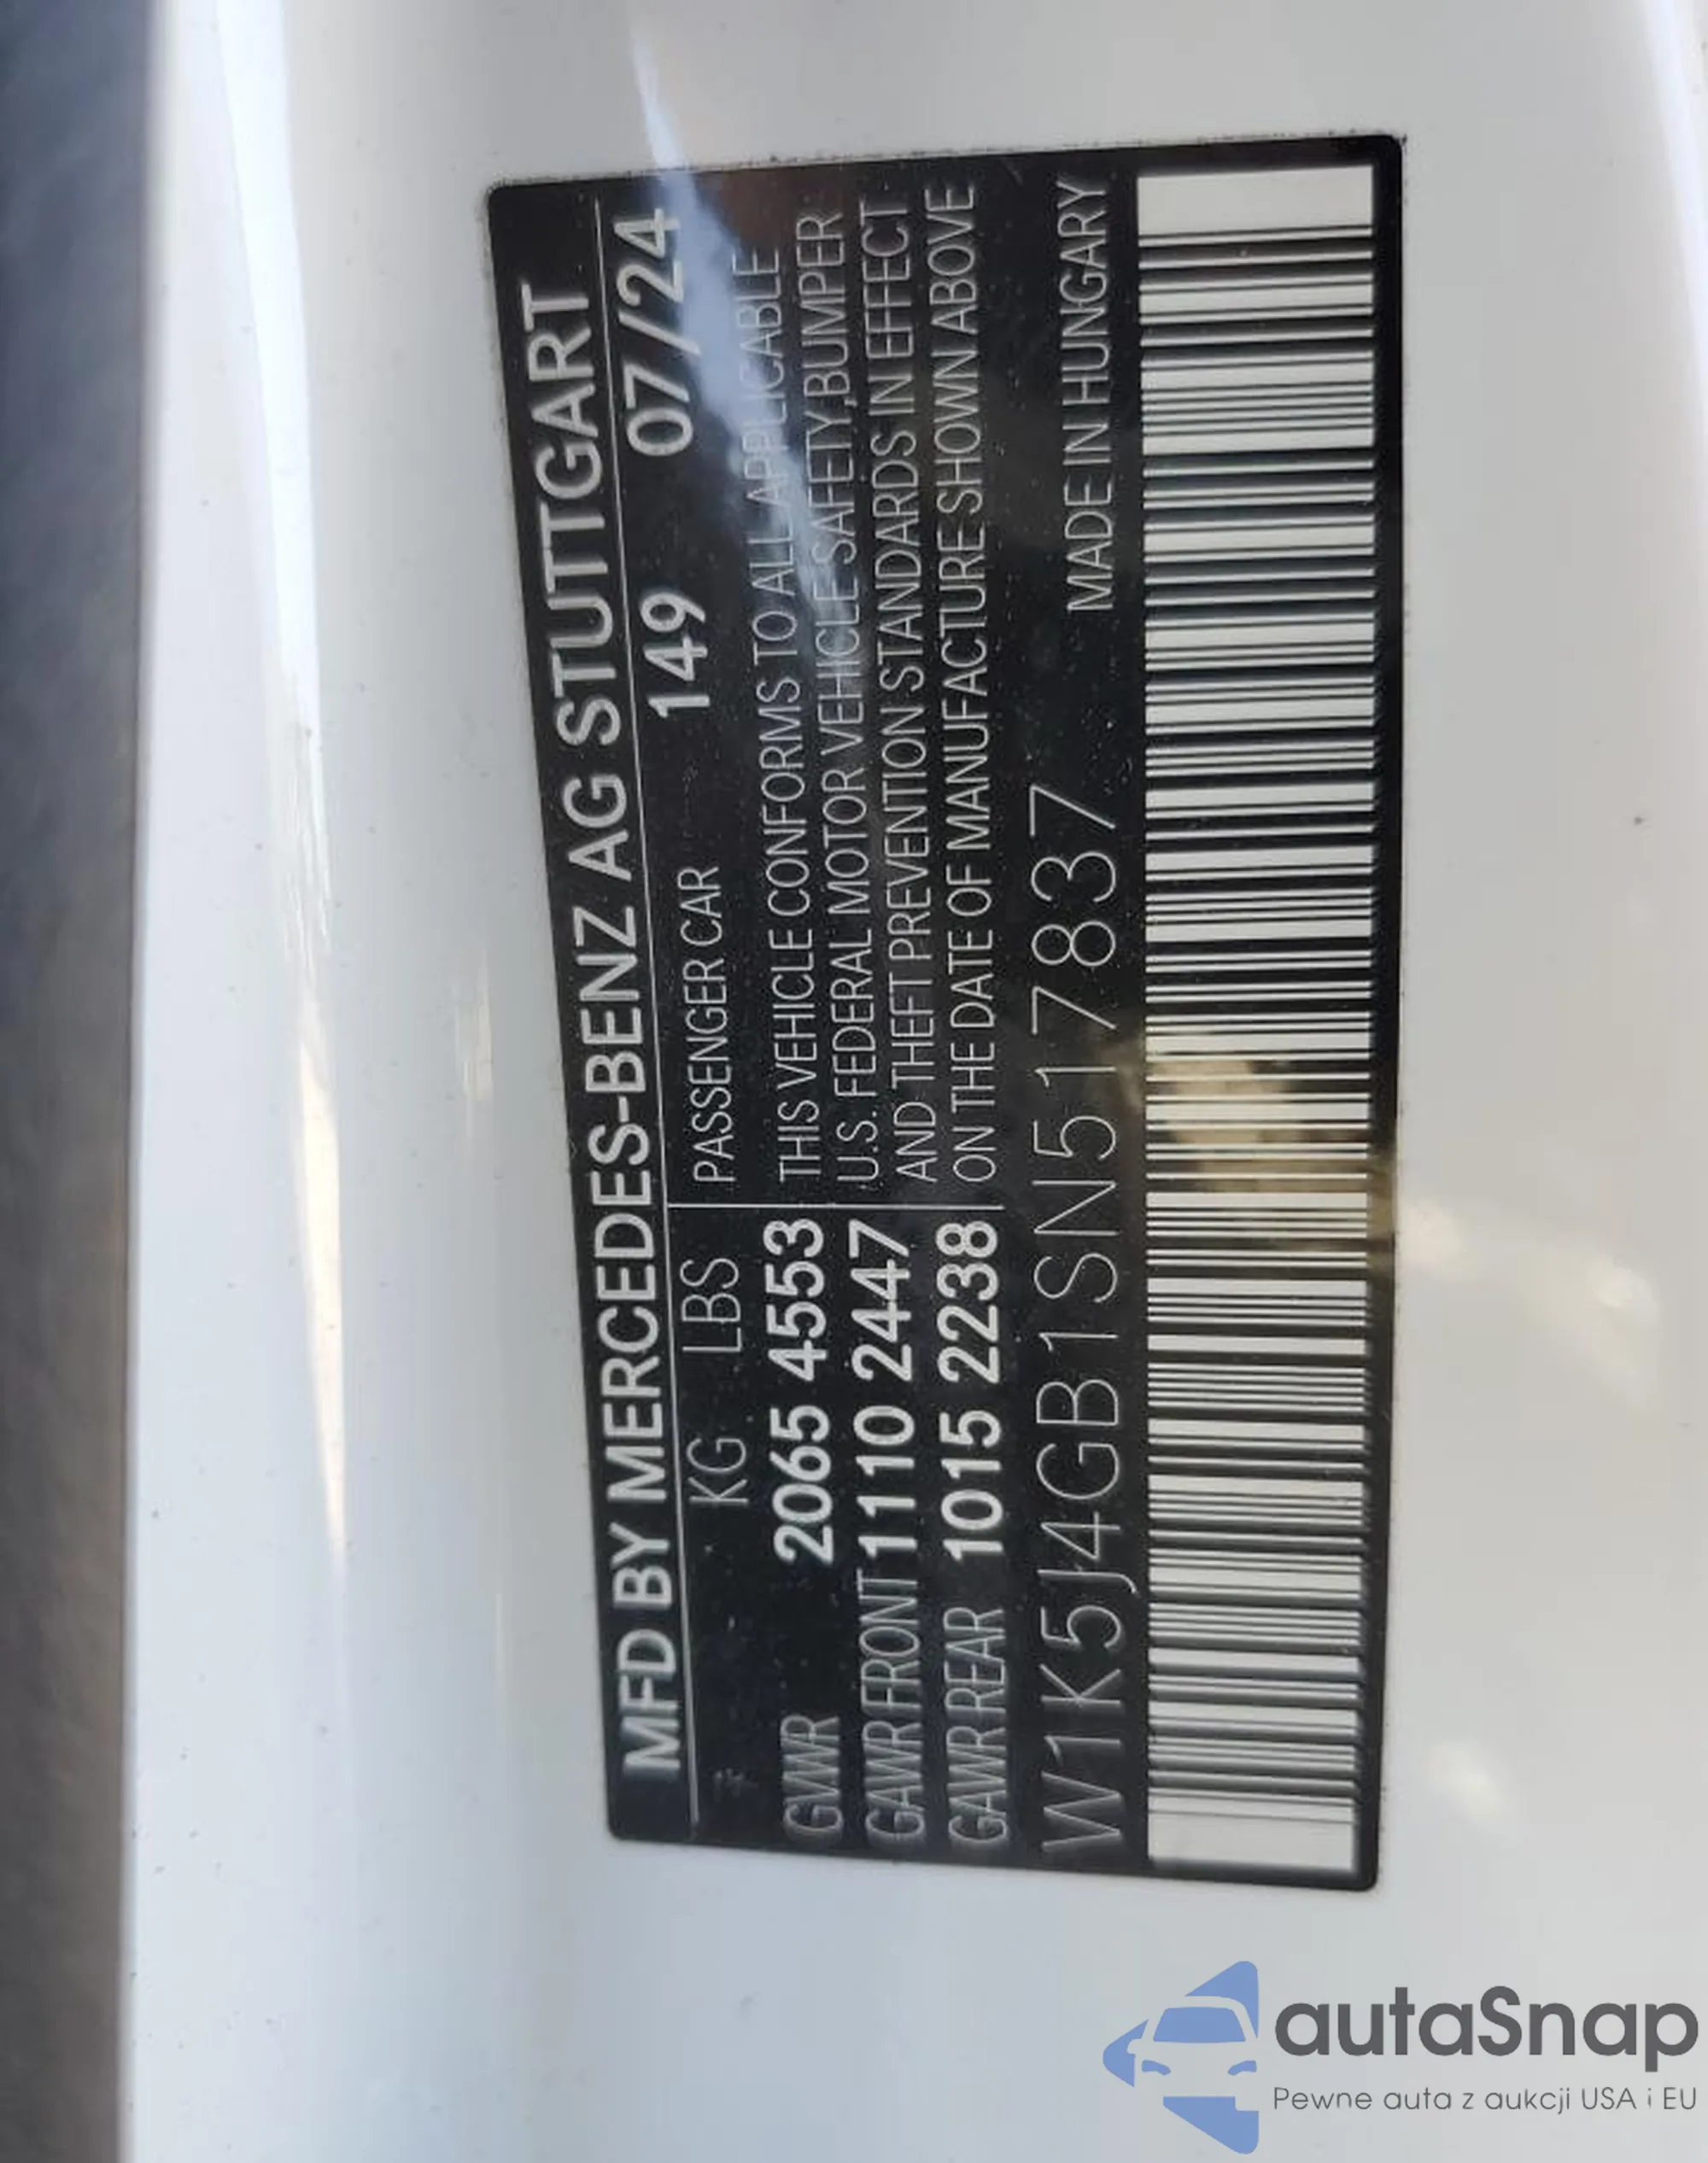 MFD BY MERCEDES-BENZ AG STUTTGART
KG LBS PASSENGER CAR 149 07/24
GWWR 2065 4553 THIS VEHICLE CONFORMS TO ALL APPLICABLE
GAWR FRONT 1110 2447 U.S. FEDERAL MOTOR VEHICLE SAFETY,BUMPER
AND THEFT PREVENTION STANDARDS IN EFFECT
GAWR REAR 1015 2238 ON THE DATE OF MANUFACTURE SHOWN ABOVE
W1K5J4GB1SN517837 MADE IN HUNGARY
autaSnap
Pewne auta z aukcji USA i EU